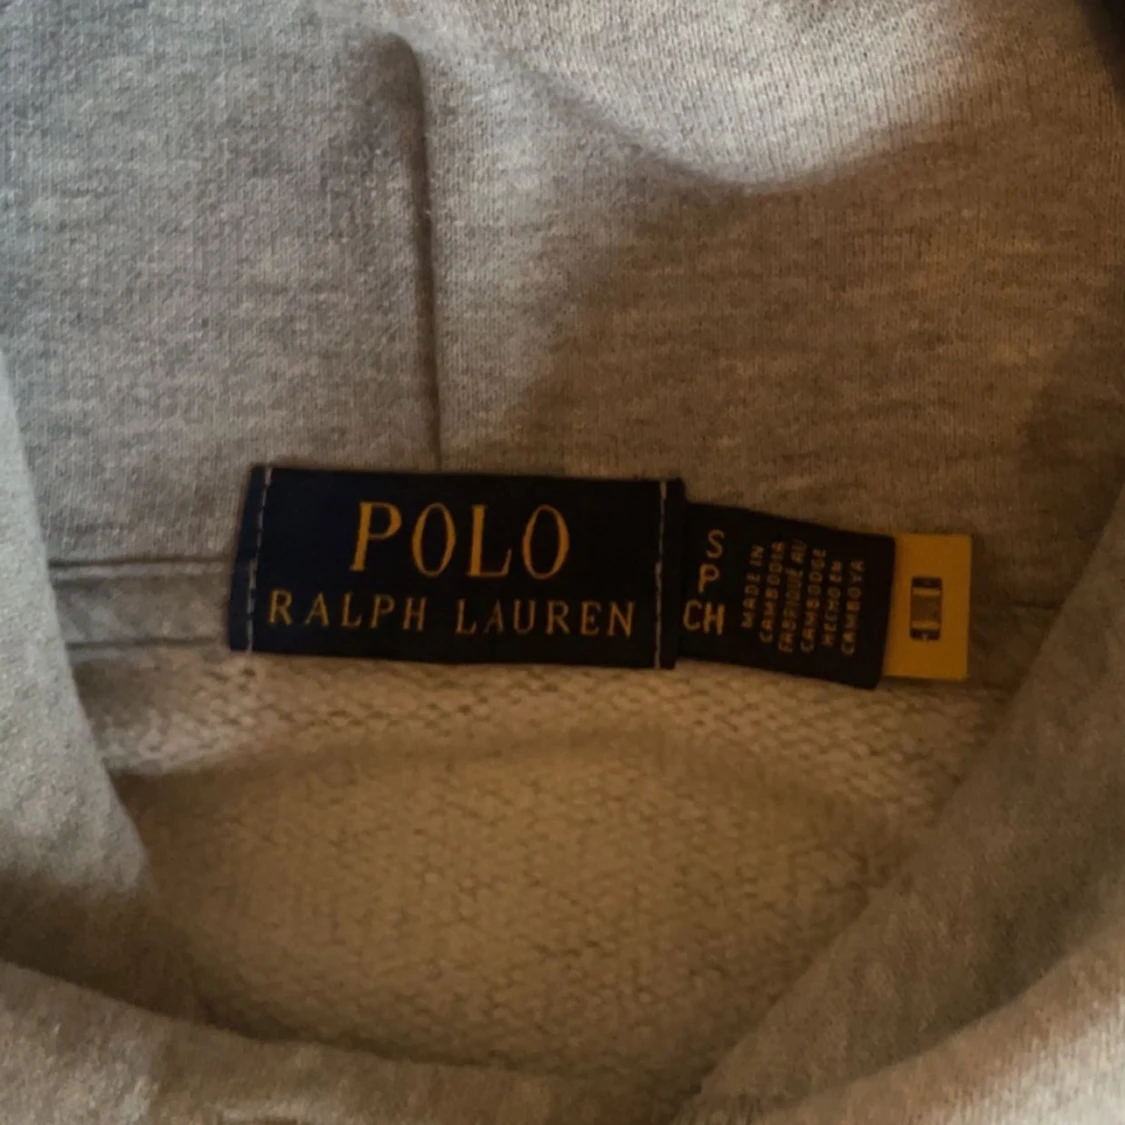 POLO
RALPH LAUREN
S
P
CH
MADE IN
CAMBODIA
FABRIQUÉ AU
CAMBODGE
HECHO EN
CAMBOYA